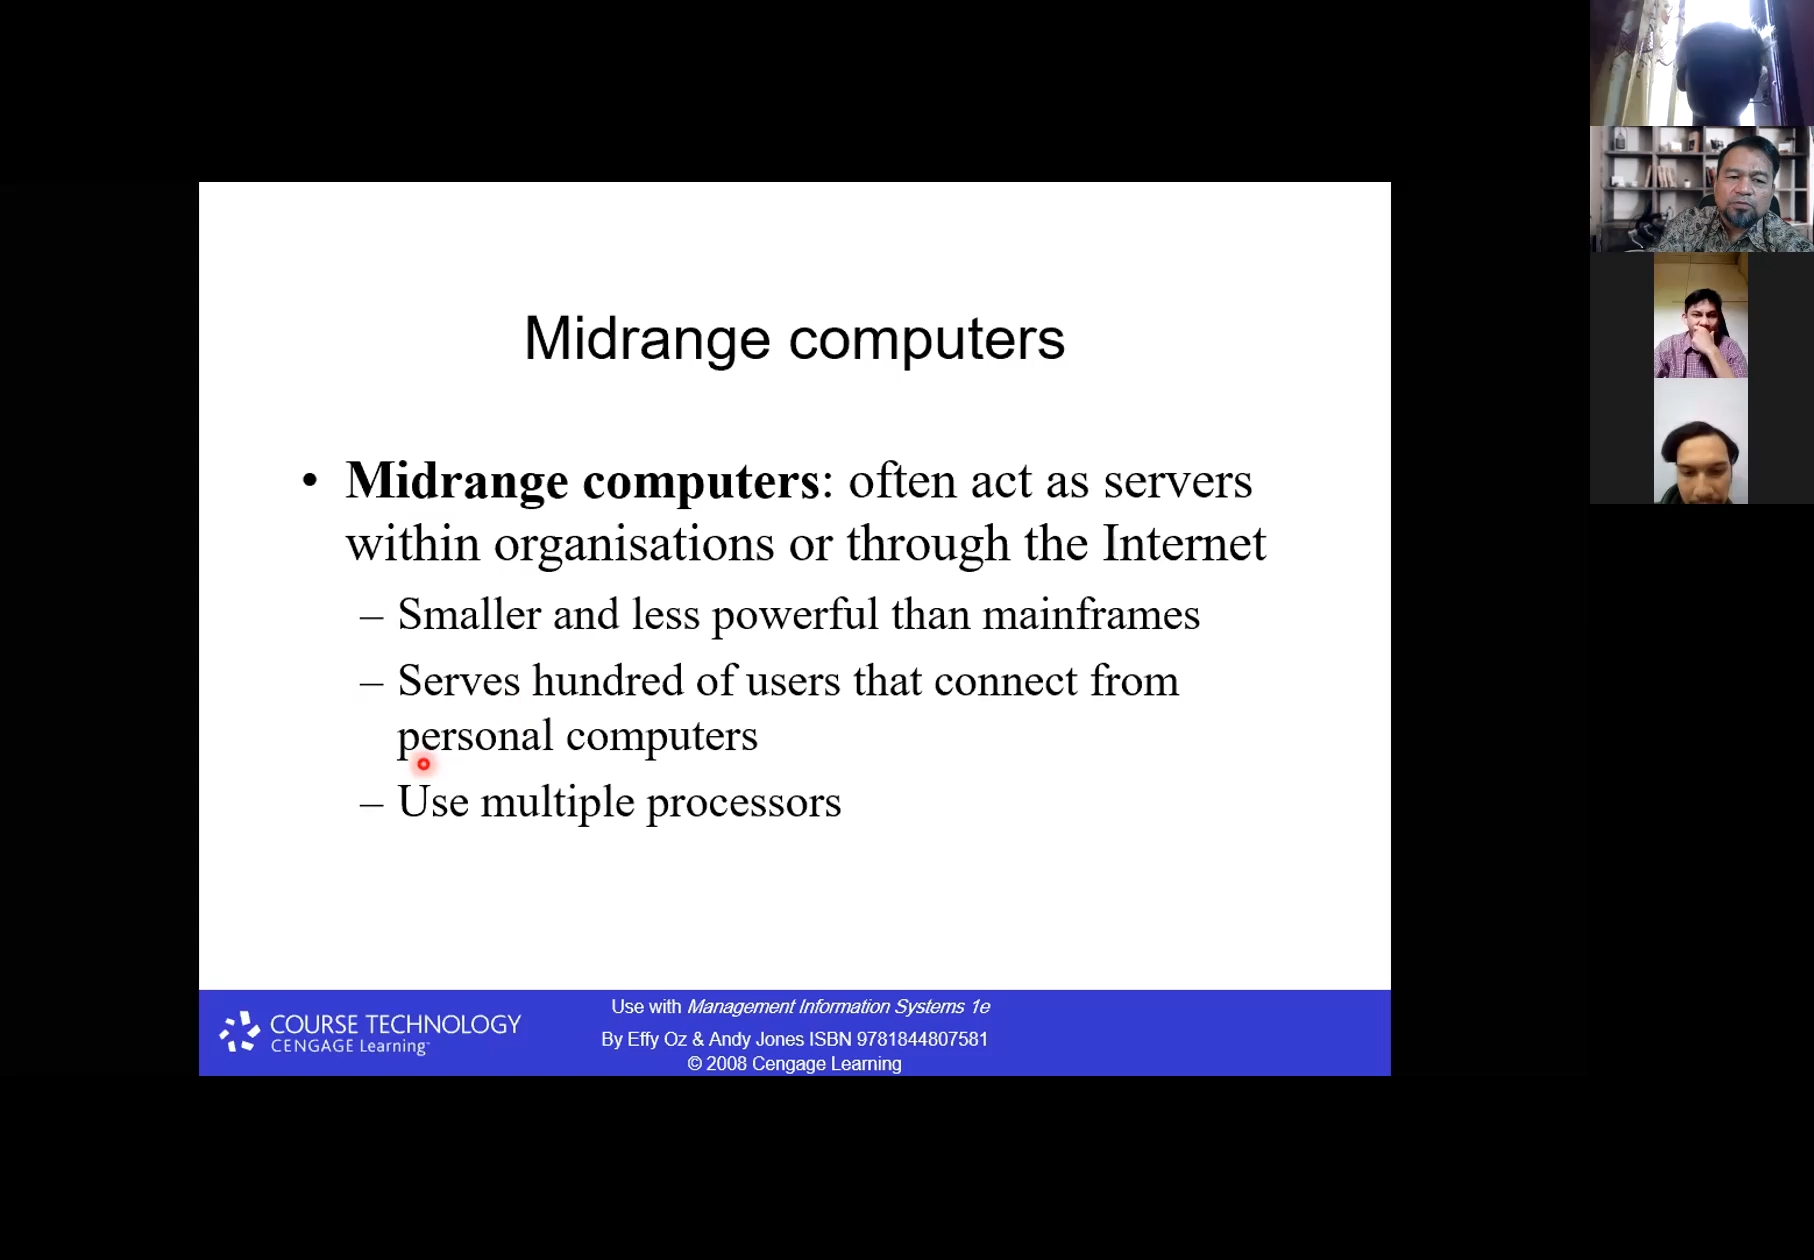 Midrange computers
• Midrange computers: often act as servers
within organisations or through the Internet
– Smaller and less powerful than mainframes
– Serves hundred of users that connect from
personal computers
– Use multiple processors
COURSE TECHNOLOGY
CENGAGE Learning™
Use with Management Information Systems 1e
By Effy Oz & Andy Jones ISBN 9781844807581
© 2008 Cengage Learning